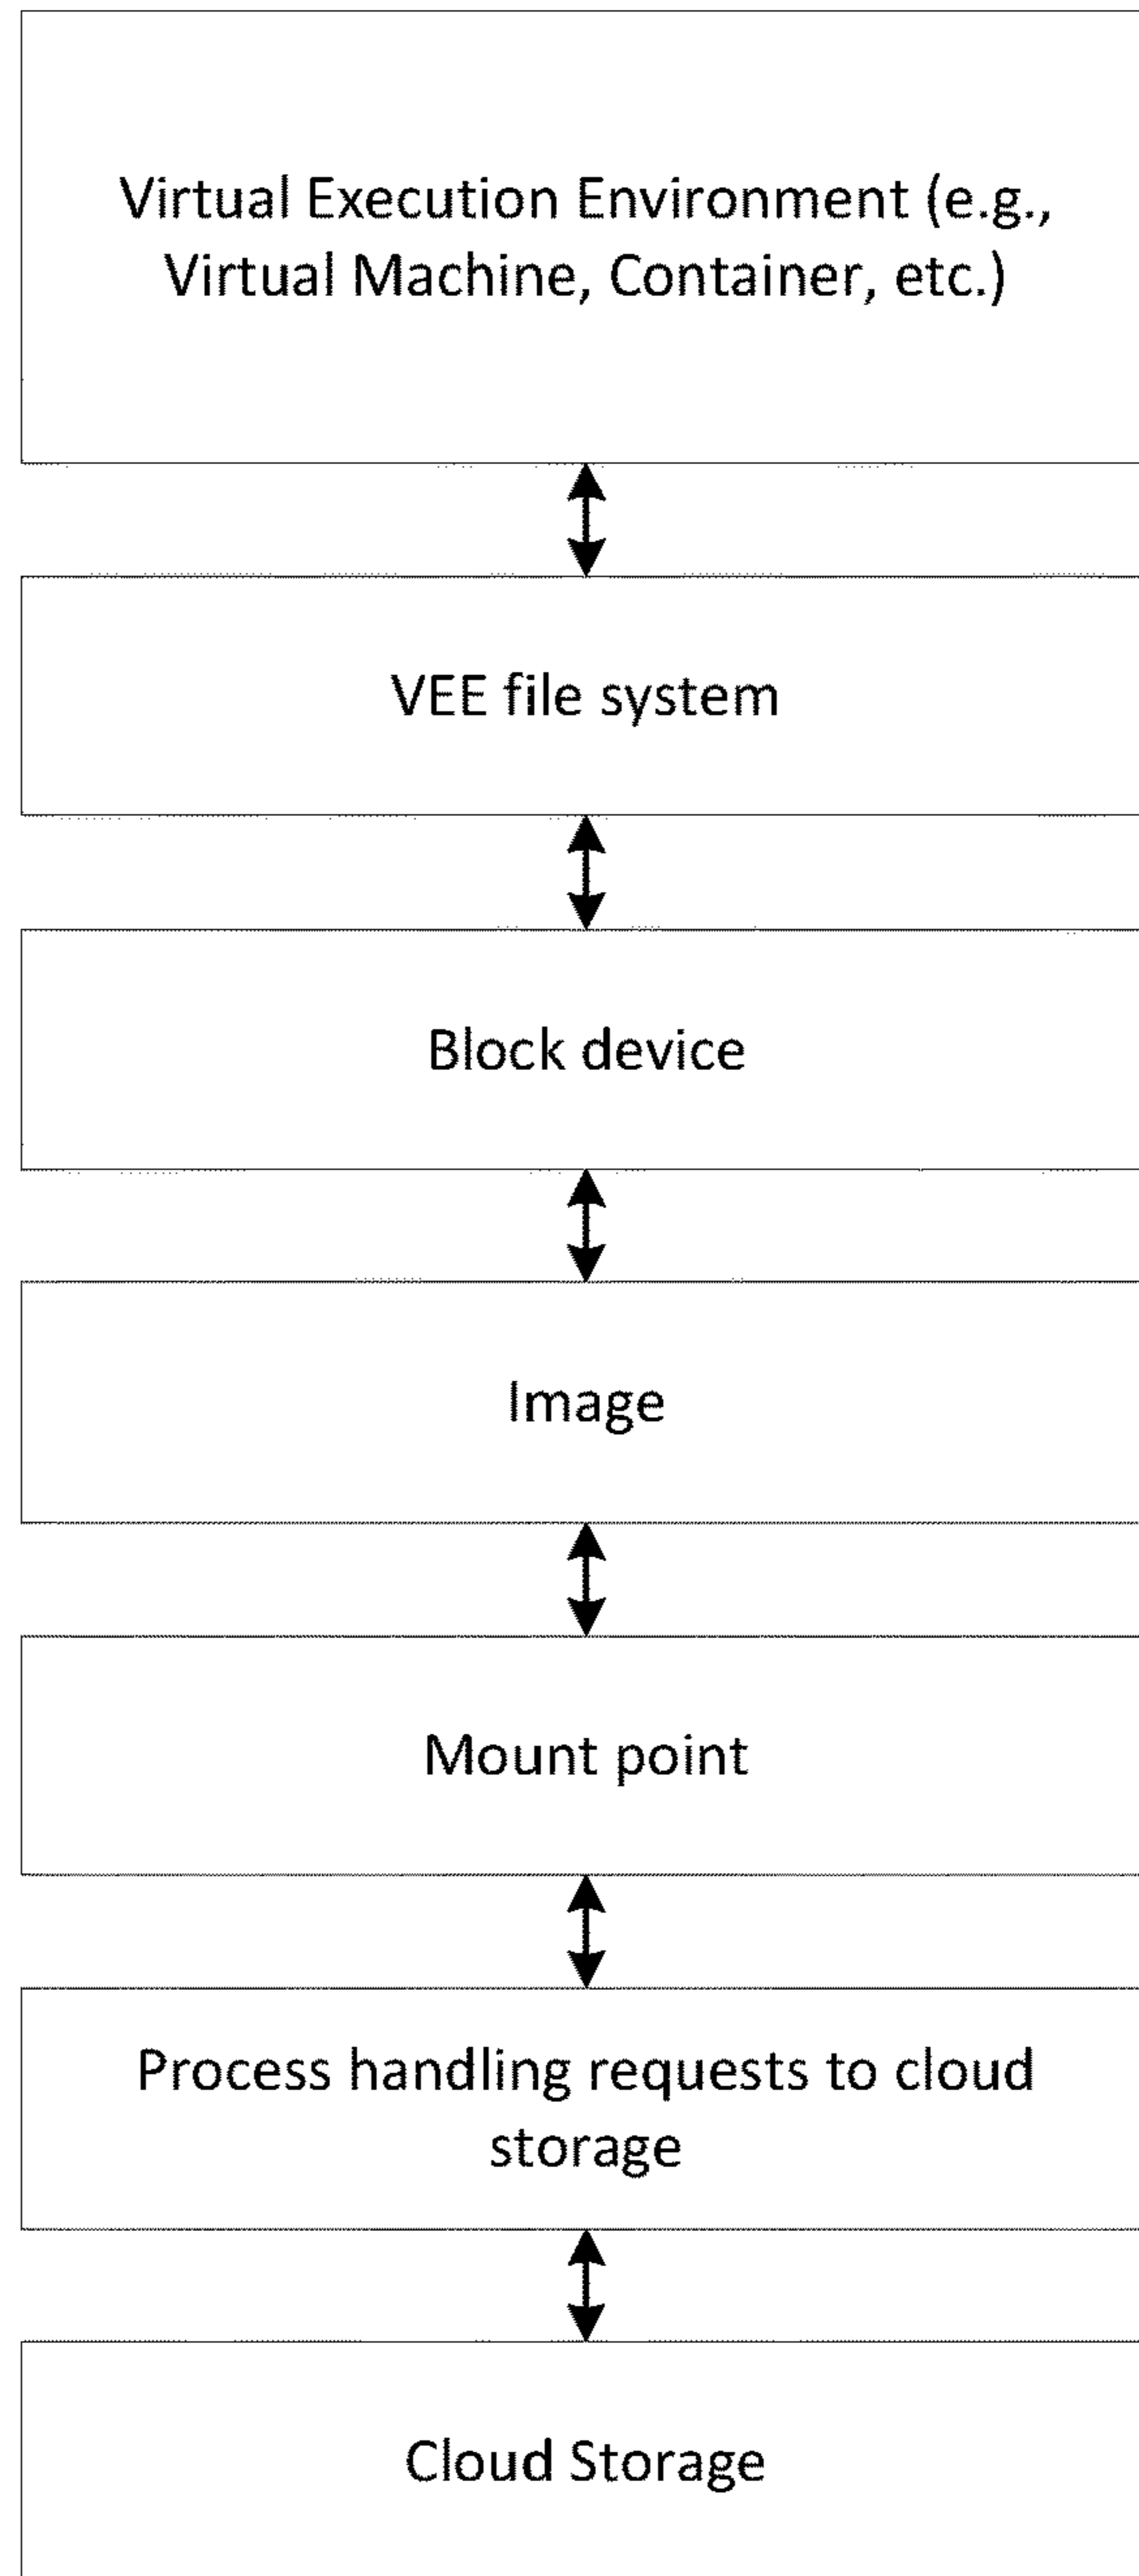 Virtual Execution Environment (e.g.,
Virtual Machine, Container, etc.)
VEE file system
Block device
Image
Mount point
Process handling requests to cloud
storage
Cloud Storage